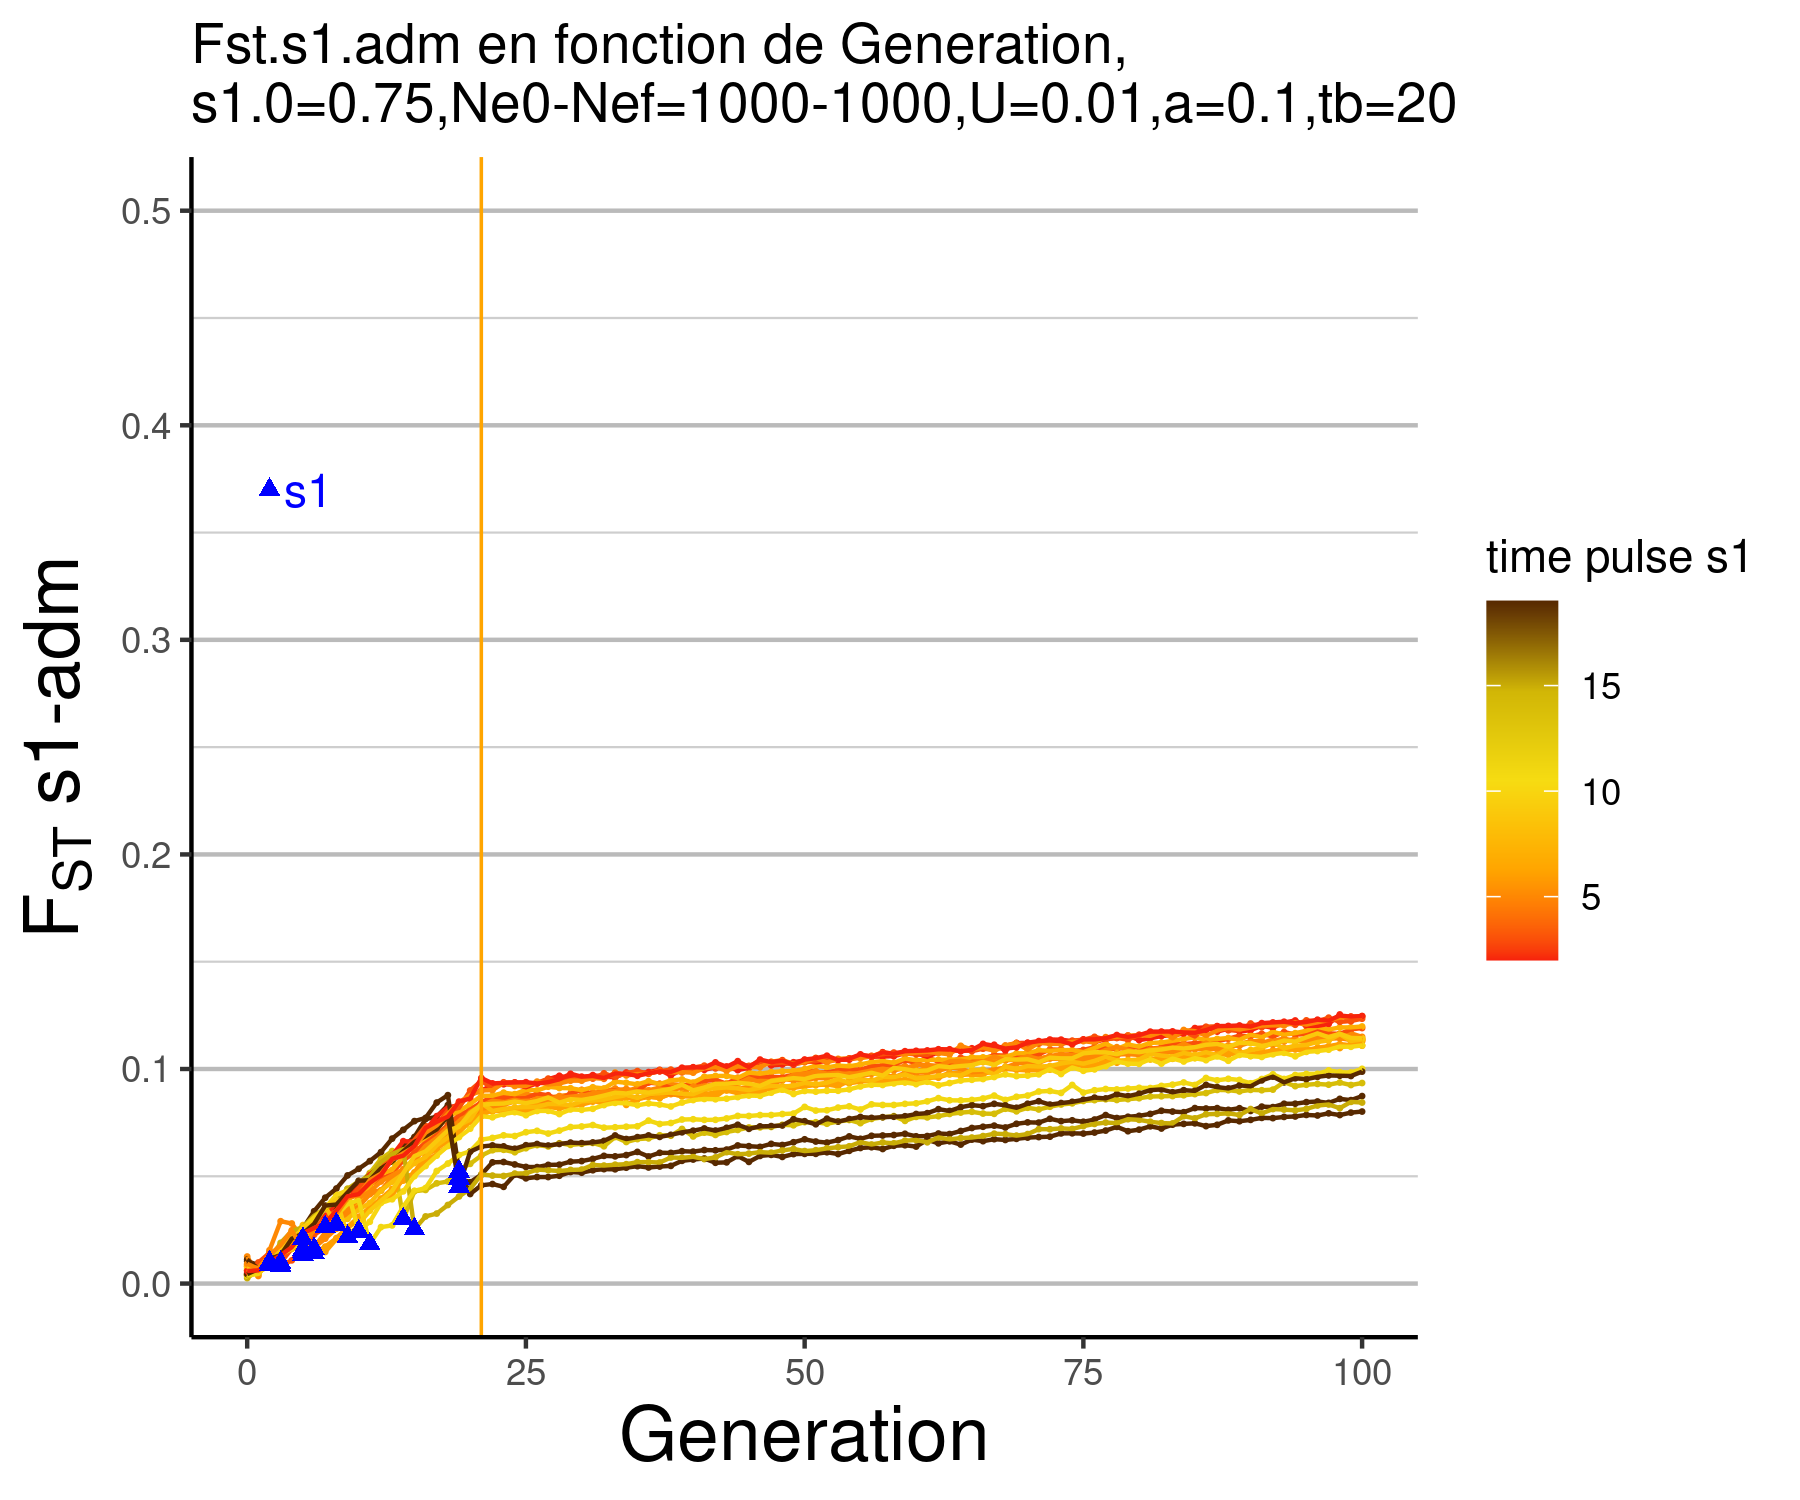 Fst.s1.adm en fonction de Generation,
s1.0=0.75,Ne0-Nef=1000-1000,U=0.01,a=0.1,tb=20
0.5
0.4
s1
0.3
0.2
0.1
0.0
FST s1-adm
0 25 50 75 100
Generation
time pulse s1
15
10
5